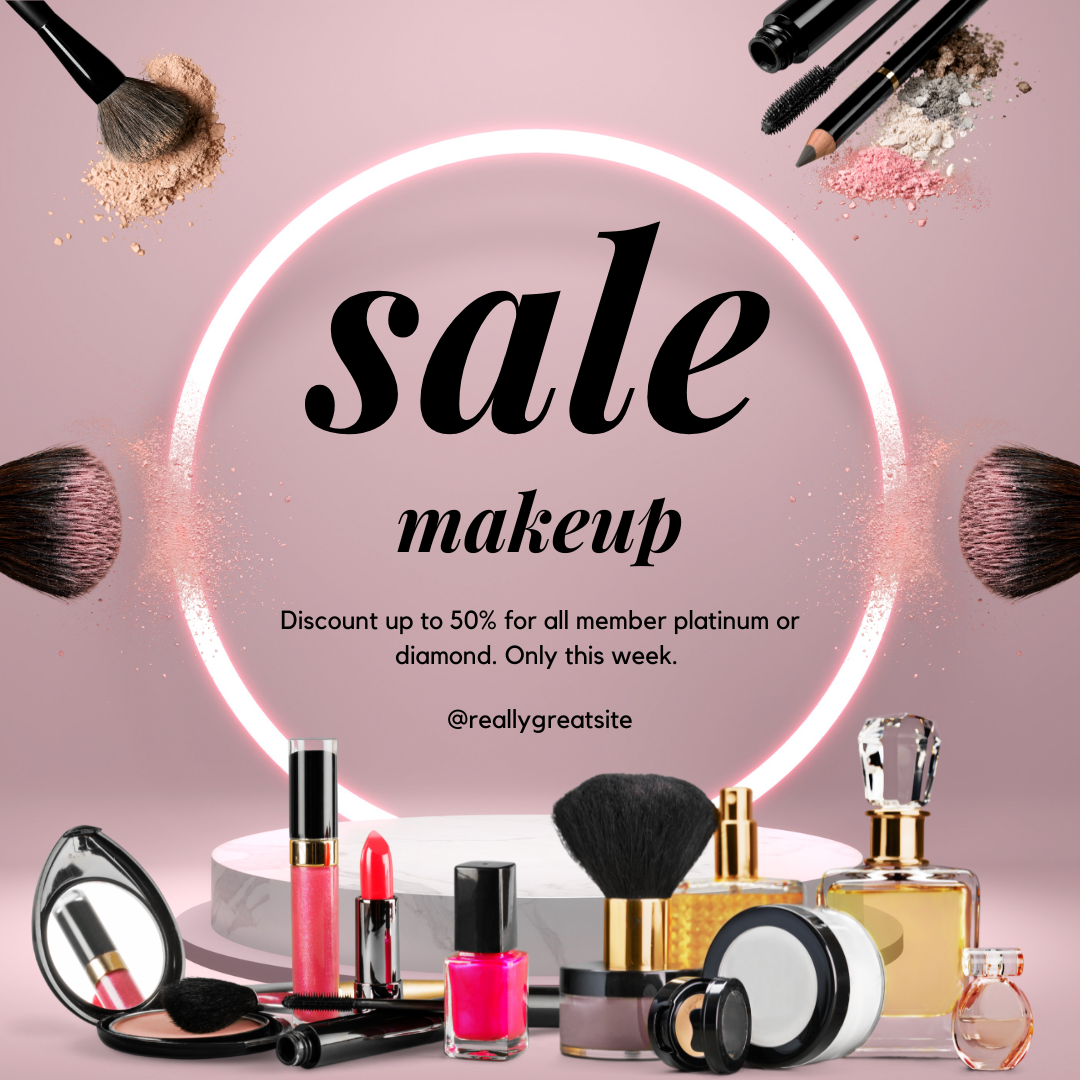 sale
makeup
Discount up to 50% for all member platinum or
diamond. Only this week.
@reallygreatsite